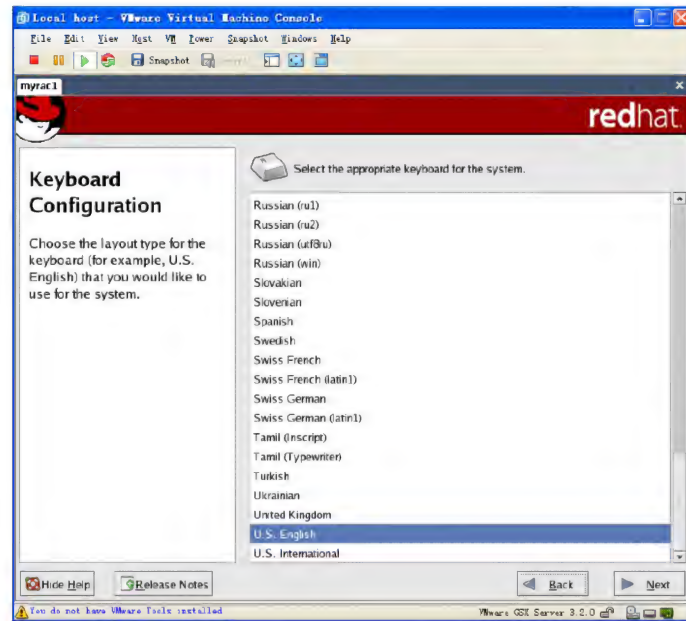 Local host - VMware Virtual Machine Console
File Edit View Host VM Power Snapshot Windows Help
Snapshot
myrac1
redhat.
Keyboard
Configuration
Choose the layout type for the
keyboard (for example, U.S.
English) that you would like to
use for the system.
Select the appropriate keyboard for the system.
Russian (ru1)
Russian (ru2)
Russian (utf8ru)
Russian (win)
Slovakian
Slovenian
Spanish
Swedish
Swiss French
Swiss French (latin1)
Swiss German
Swiss German (latin1)
Tamil (Inscript)
Tamil (Typewriter)
Turkish
Ukrainian
United Kingdom
U.S. English
U.S. International
Hide Help
Release Notes
Back
Next
You do not have VMware Tools installed
VMware GSX Server 3.2.0